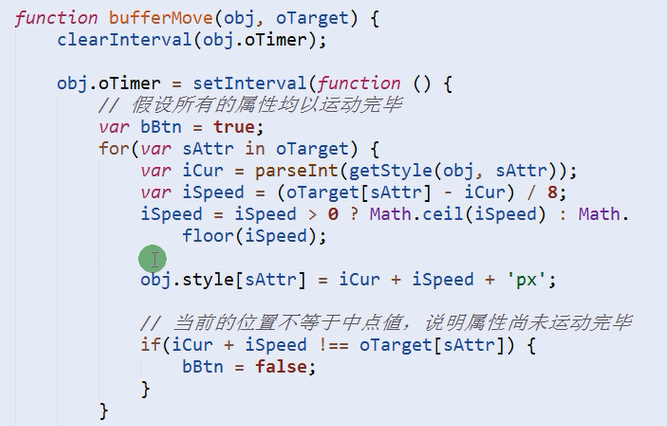 function bufferMove(obj, oTarget) {
    clearInterval(obj.oTimer);

    obj.oTimer = setInterval(function () {
        // 假设所有的属性均以运动完毕
        var bBtn = true;
        for(var sAttr in oTarget) {
            var iCur = parseInt(getStyle(obj, sAttr));
            var iSpeed = (oTarget[sAttr] - iCur) / 8;
            iSpeed = iSpeed > 0 ? Math.ceil(iSpeed) : Math.
                floor(iSpeed);

            obj.style[sAttr] = iCur + iSpeed + 'px';

            // 当前的位置不等于中点值，说明属性尚未运动完毕
            if(iCur + iSpeed !== oTarget[sAttr]) {
                bBtn = false;
            }
        }